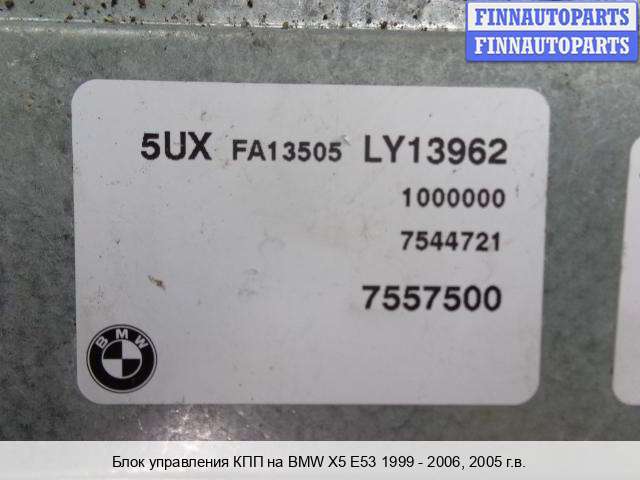 FINNAUTOPARTS
FINNAUTOPARTS
5UX FA13505 LY13962
1000000
7544721
7557500
BMW
Блок управления КПП на BMW X5 E53 1999 - 2006, 2005 г.в.